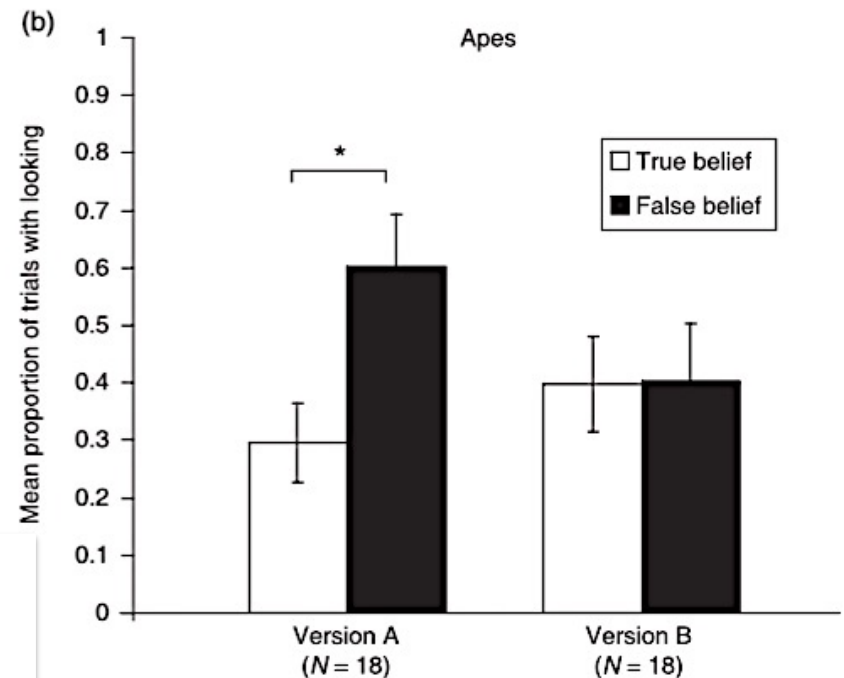 (b)
Apes
Mean proportion of trials with looking
1
0.9
0.8
0.7
0.6
0.5
0.4
0.3
0.2
0.1
0
*
True belief
False belief
Version A
(N = 18)
Version B
(N = 18)